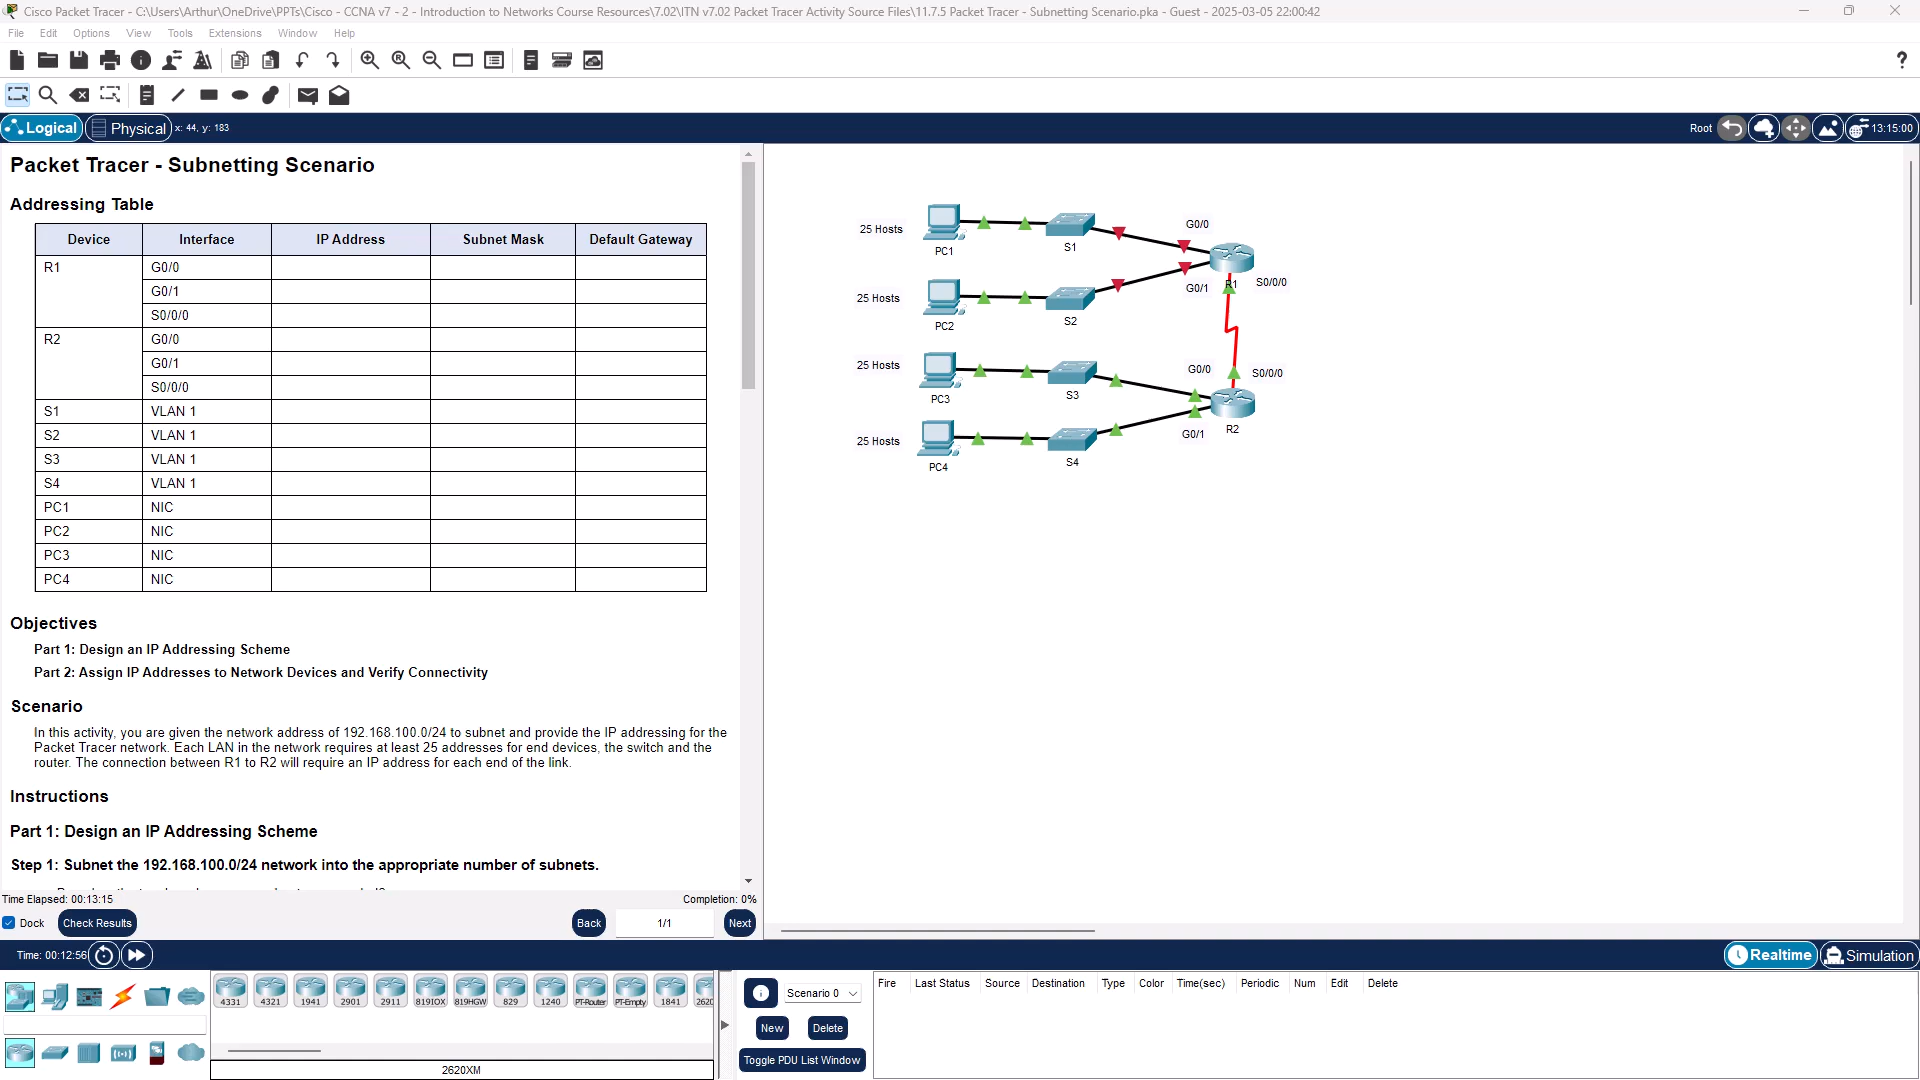 Cisco Packet Tracer - C:\Users\Arthur\OneDrive\PPTs\Cisco - CCNA v7 - 2 - Introduction to Networks Course Resources\7.02\ITN v7.02 Packet Tracer Activity Source Files\11.7.5 Packet Tracer - Subnetting Scenario.pka - Guest - 2025-03-05 22:00:42
File Edit Options View Tools Extensions Window Help
Logical Physical x: 44, y: 183 Root 13:15:00
Packet Tracer - Subnetting Scenario
Addressing Table
Device Interface IP Address Subnet Mask Default Gateway
R1 G0/0
G0/1
S0/0/0
R2 G0/0
G0/1
S0/0/0
S1 VLAN 1
S2 VLAN 1
S3 VLAN 1
S4 VLAN 1
PC1 NIC
PC2 NIC
PC3 NIC
PC4 NIC
Objectives
Part 1: Design an IP Addressing Scheme
Part 2: Assign IP Addresses to Network Devices and Verify Connectivity
Scenario
In this activity, you are given the network address of 192.168.100.0/24 to subnet and provide the IP addressing for the
Packet Tracer network. Each LAN in the network requires at least 25 addresses for end devices, the switch and the
router. The connection between R1 to R2 will require an IP address for each end of the link.
Instructions
Part 1: Design an IP Addressing Scheme
Step 1: Subnet the 192.168.100.0/24 network into the appropriate number of subnets.
Time Elapsed: 00:13:15 Completion: 0%
Dock Check Results Back 1/1 Next
25 Hosts PC1 S1 G0/0
25 Hosts PC2 S2 G0/1 R1 S0/0/0
25 Hosts PC3 S3 G0/0 S0/0/0
25 Hosts PC4 S4 G0/1 R2
Time: 00:12:56 Realtime Simulation
4331 4321 1941 2901 2911 819IOX 819HGW 829 1240 PT-Router PT-Empty 1841 2620
2620XM
Scenario 0
New Delete
Toggle PDU List Window
Fire Last Status Source Destination Type Color Time(sec) Periodic Num Edit Delete